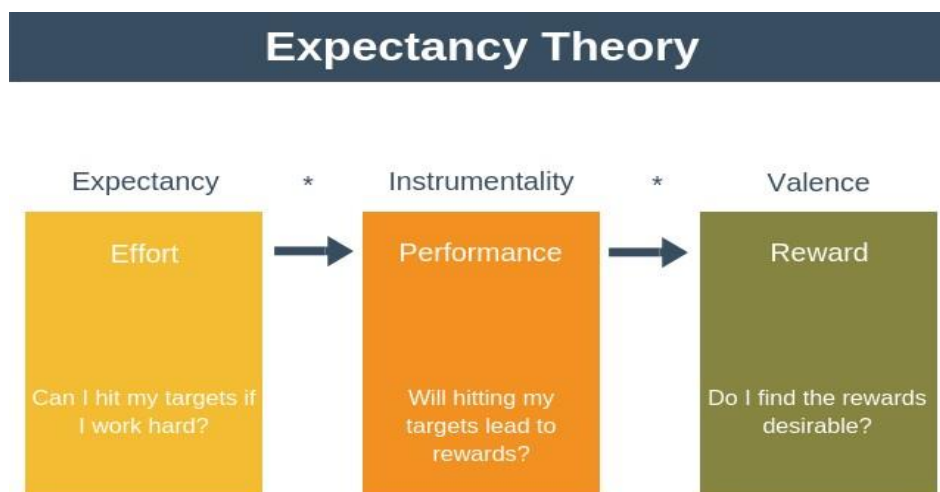 Expectancy Theory
Expectancy * Instrumentality * Valence
Effort
Performance
Reward
Can I hit my targets if
I work hard?
Will hitting my
targets lead to
rewards?
Do I find the rewards
desirable?